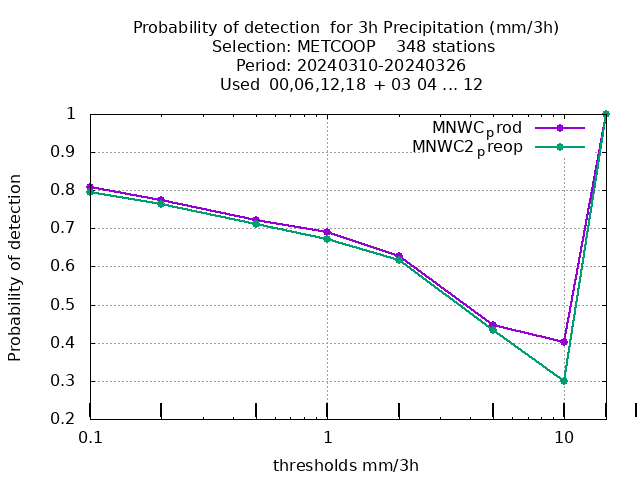 Probability of detection  for 3h Precipitation (mm/3h)
Selection: METCOOP    348 stations
Period: 20240310-20240326
Used  00,06,12,18  + 03 04 ... 12
MNWCprod
MNWC2preop
1
0.9
0.8
0.7
0.6
0.5
0.4
0.3
0.2
Probability of detection
0.1
1
10
thresholds mm/3h